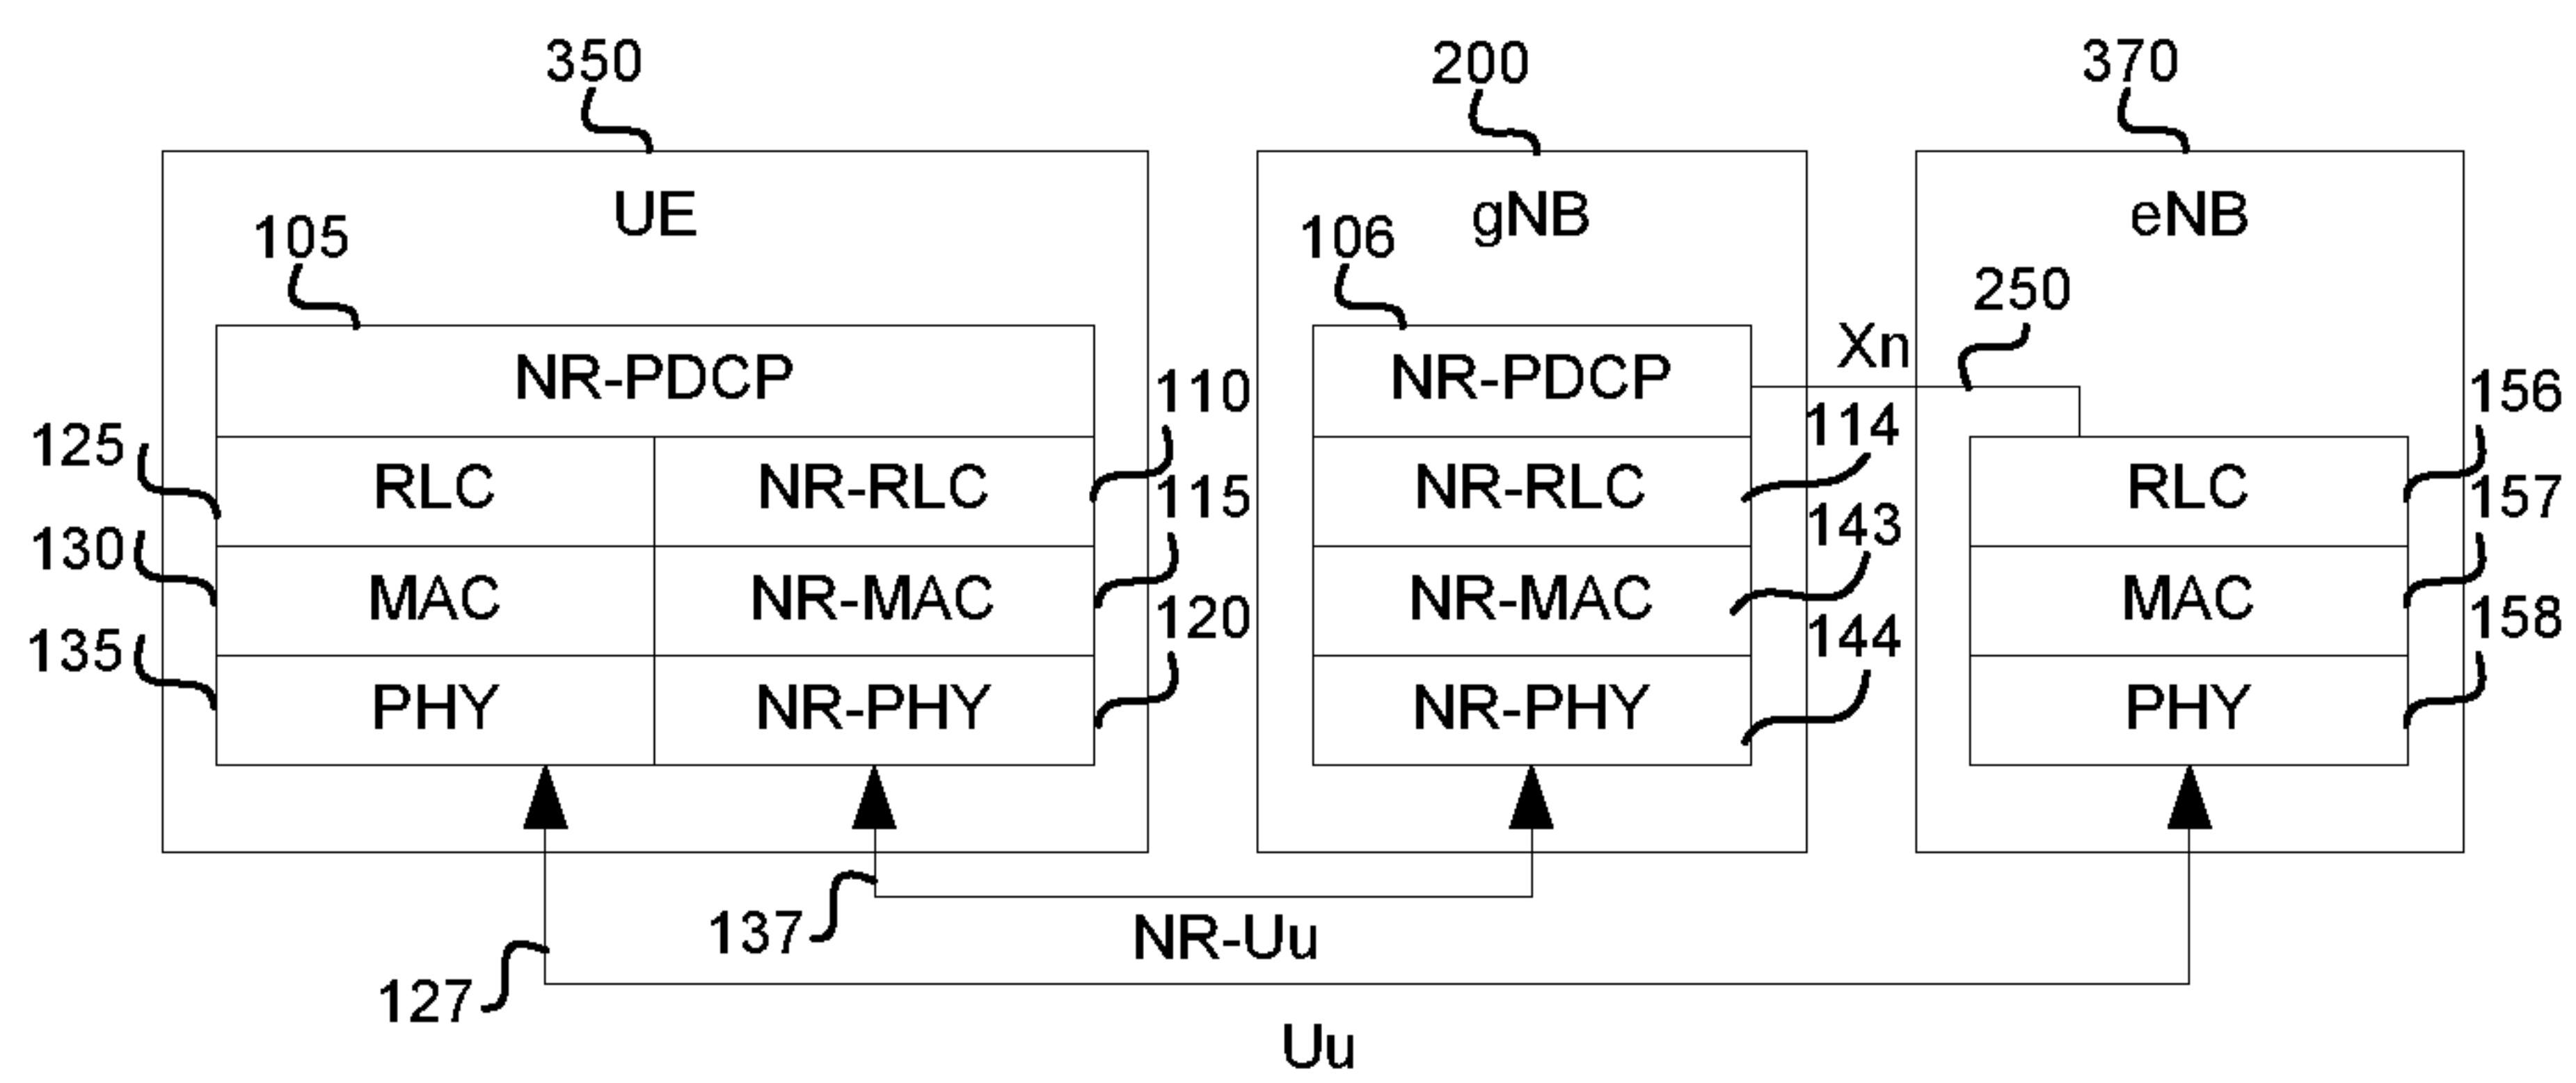 350 200 370
UE gNB eNB
105 106
250
NR-PDCP NR-PDCP Xn
110 156
125 114
RLC NR-RLC NR-RLC RLC
115 143 157
130
MAC NR-MAC NR-MAC MAC
120 144 158
135
PHY NR-PHY NR-PHY PHY
137 NR-Uu
127
Uu